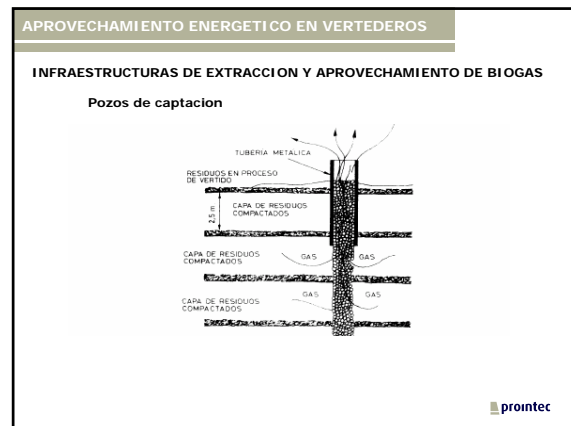 APROVECHAMIENTO ENERGETICO EN VERTEDEROS
INFRAESTRUCTURAS DE EXTRACCION Y APROVECHAMIENTO DE BIOGAS
Pozos de captacion
TUBERIA METALICA
RESIDUOS EN PROCESO
DE VERTIDO
2,5 m
CAPA DE RESIDUOS
COMPACTADOS
CAPA DE RESIDUOS
COMPACTADOS
GAS
GAS
CAPA DE RESIDUOS
COMPACTADOS
GAS
GAS
prointec